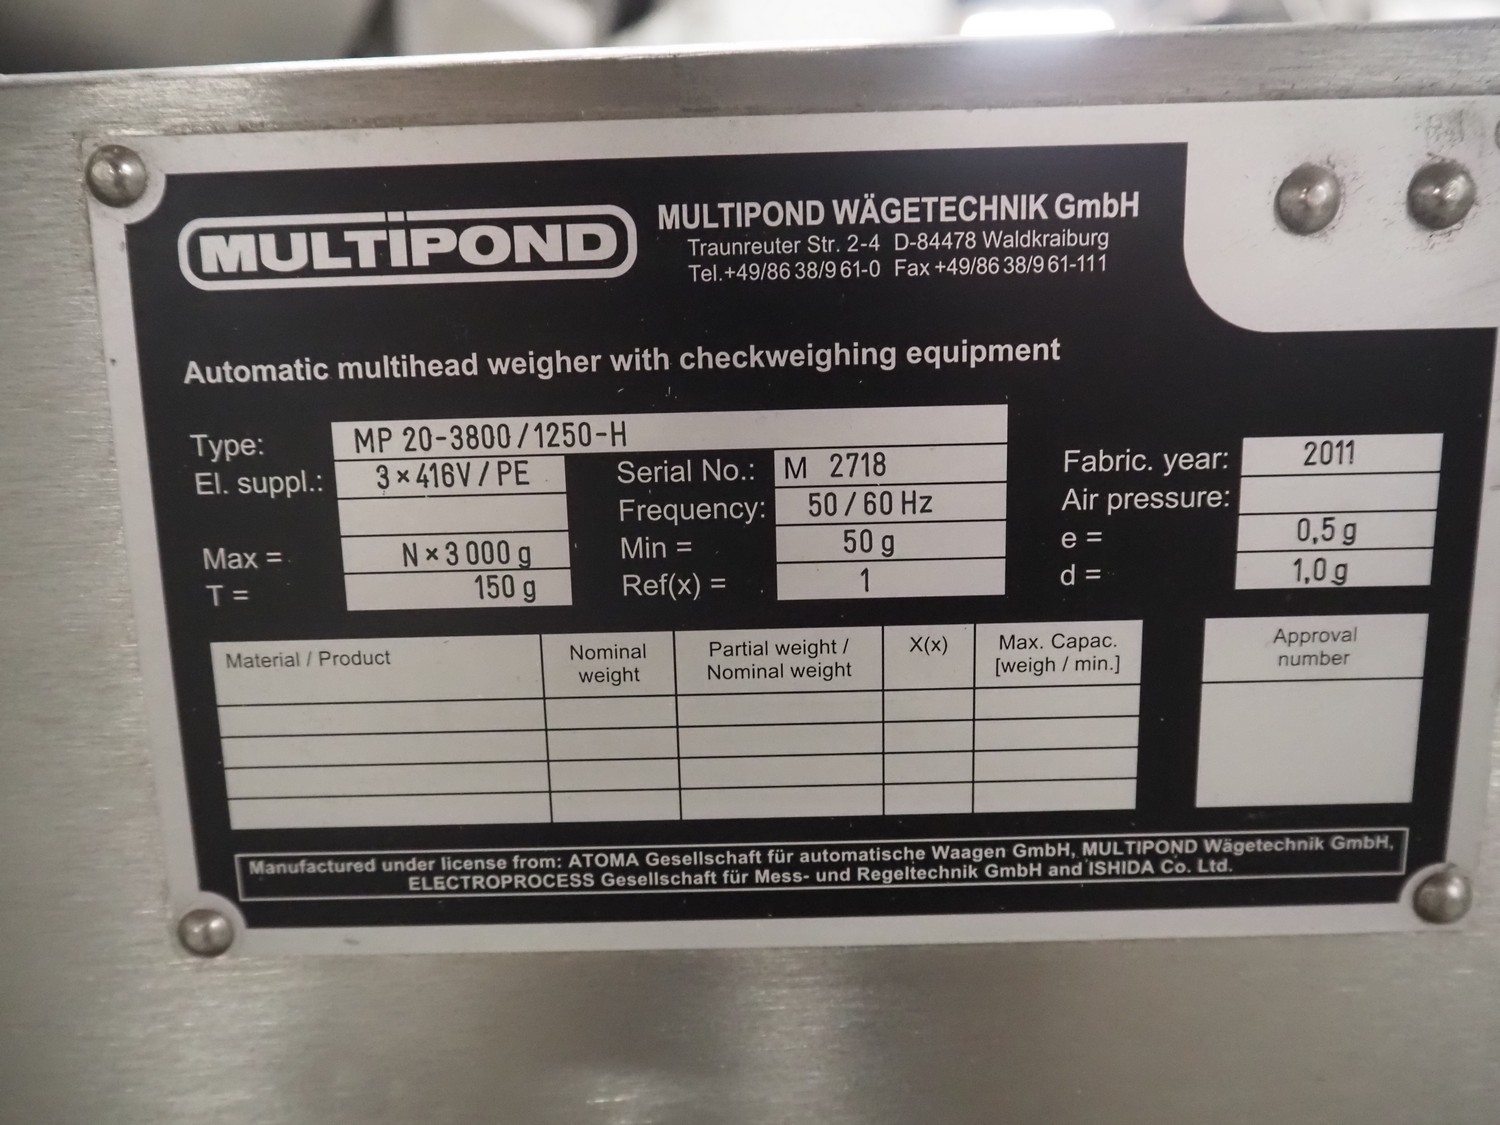 MULTIPOND
MULTIPOND WÄGETECHNIK GmbH
Traunreuter Str. 2-4 D-84478 Waldkraiburg
Tel.+49/86 38/9 61-0 Fax +49/86 38/9 61-111
Automatic multihead weigher with checkweighing equipment
Type: MP 20-3800/1250-H
El. suppl.: 3×416V/PE Serial No.: M 2718 Fabric. year: 2011
Frequency: 50/60 Hz Air pressure:
Max = N×3000 g Min = 50 g e = 0,5 g
T = 150 g Ref(x) = 1 d = 1,0 g
Material / Product Nominal weight Partial weight / Nominal weight X(x) Max. Capac. [weigh / min.] Approval number
Manufactured under license from: ATOMA Gesellschaft für automatische Waagen GmbH, MULTIPOND Wägetechnik GmbH,
ELECTROPROCESS Gesellschaft für Mess- und Regeltechnik GmbH and ISHIDA Co. Ltd.